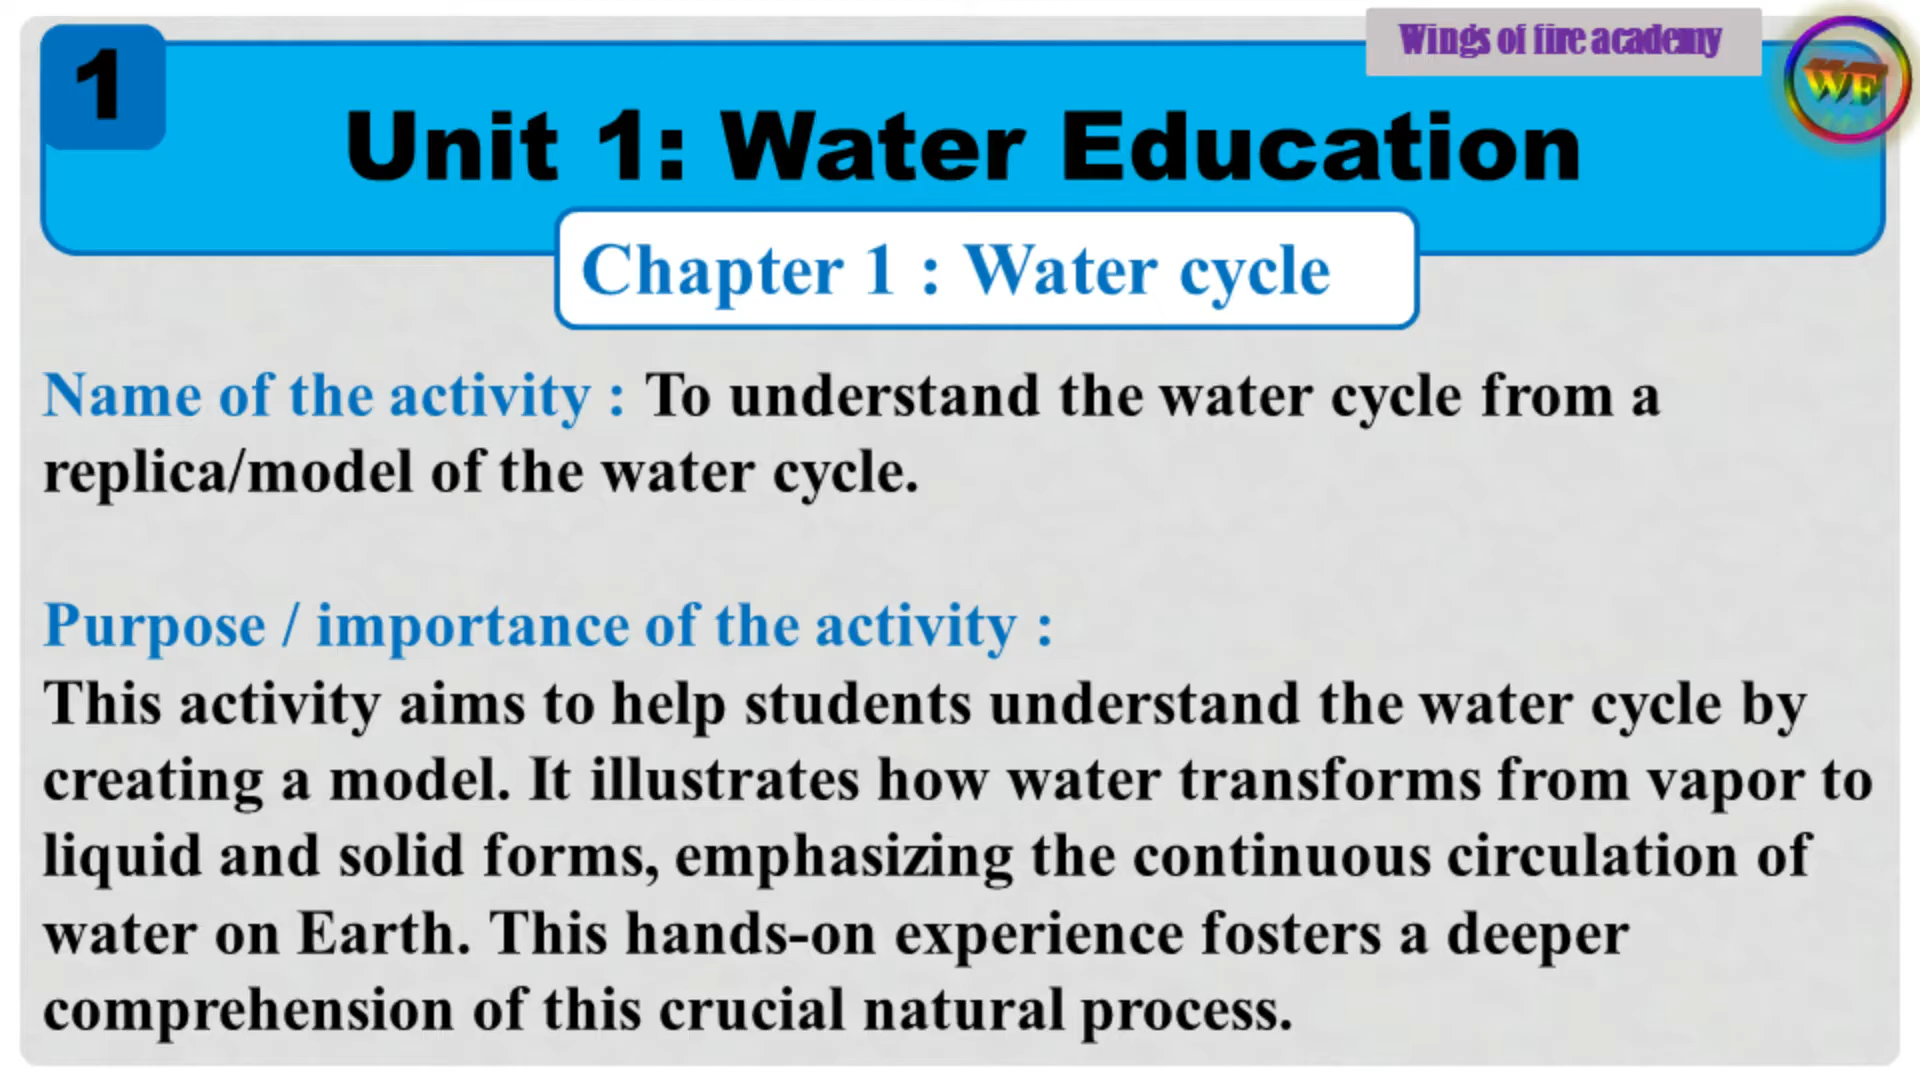 Wings of fire academy
WF
1
Unit 1: Water Education
Chapter 1 : Water cycle
Name of the activity : To understand the water cycle from a
replica/model of the water cycle.
Purpose / importance of the activity :
This activity aims to help students understand the water cycle by
creating a model. It illustrates how water transforms from vapor to
liquid and solid forms, emphasizing the continuous circulation of
water on Earth. This hands-on experience fosters a deeper
comprehension of this crucial natural process.